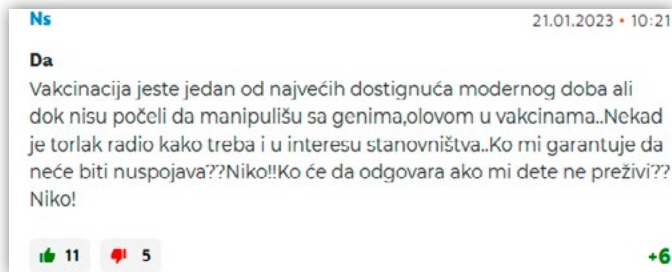 Ns
21.01.2023 • 10:21
Da
Vakcinacija jeste jedan od najvećih dostignuća modernog doba ali
dok nisu počeli da manipulišu sa genima,olovom u vakcinama..Nekad
je torlak radio kako treba i u interesu stanovništva..Ko mi garantuje da
neće biti nuspojava??Niko!!Ko će da odgovara ako mi dete ne preživi??
Niko!
11
5
+6